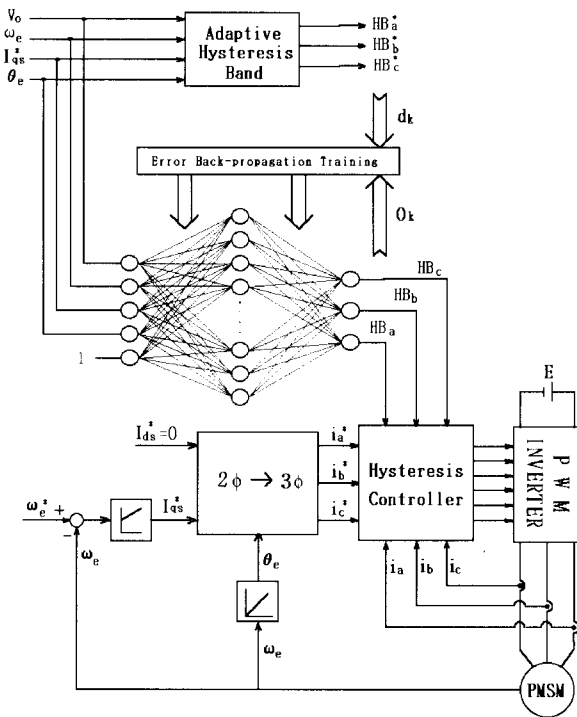 V₀
ωₑ
I*qs
θₑ
Adaptive
Hysteresis
Band
HB*a
HB*b
HB*c
dₖ
Error Back-propagation Training
Oₖ
HBc
HBb
HBa
1
E
I*ds=0
2ϕ → 3ϕ
i*a
i*b
i*c
Hysteresis
Controller
PWM
INVERTER
ω*ₑ + -
ωₑ
I*qs
θₑ
ia ib ic
ωₑ
PMSM